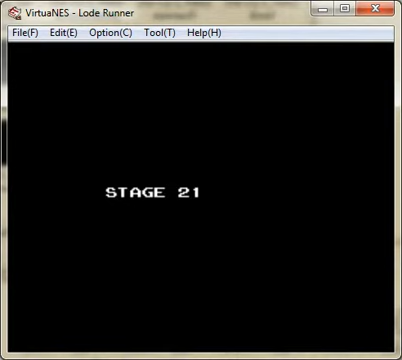 VirtuaNES - Lode Runner
File(F) Edit(E) Option(C) Tool(T) Help(H)
STAGE 21